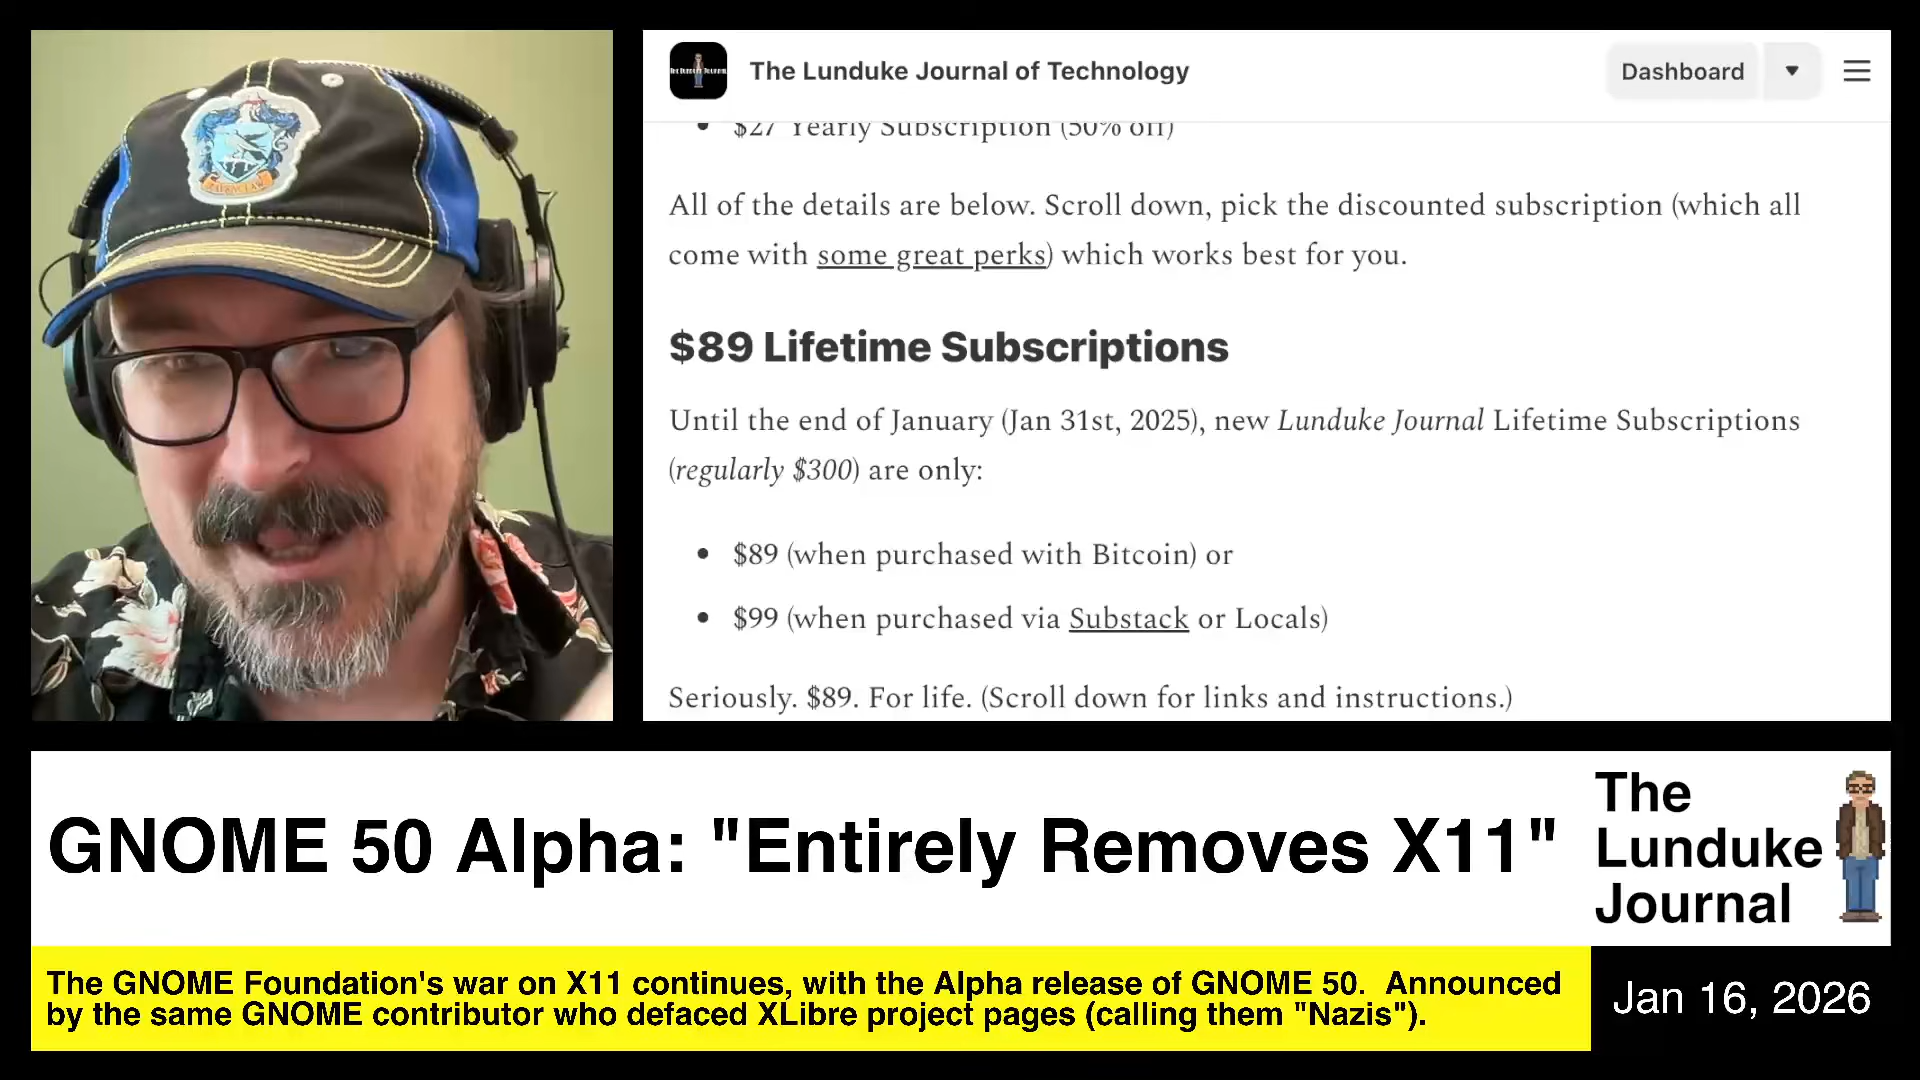 The Lunduke Journal of Technology
Dashboard
$27 Yearly Subscription (50% off)
All of the details are below. Scroll down, pick the discounted subscription (which all
come with some great perks) which works best for you.
$89 Lifetime Subscriptions
Until the end of January (Jan 31st, 2025), new Lunduke Journal Lifetime Subscriptions
(regularly $300) are only:
$89 (when purchased with Bitcoin) or
$99 (when purchased via Substack or Locals)
Seriously. $89. For life. (Scroll down for links and instructions.)
GNOME 50 Alpha: "Entirely Removes X11"
The
Lunduke
Journal
The GNOME Foundation's war on X11 continues, with the Alpha release of GNOME 50. Announced
by the same GNOME contributor who defaced XLibre project pages (calling them "Nazis").
Jan 16, 2026